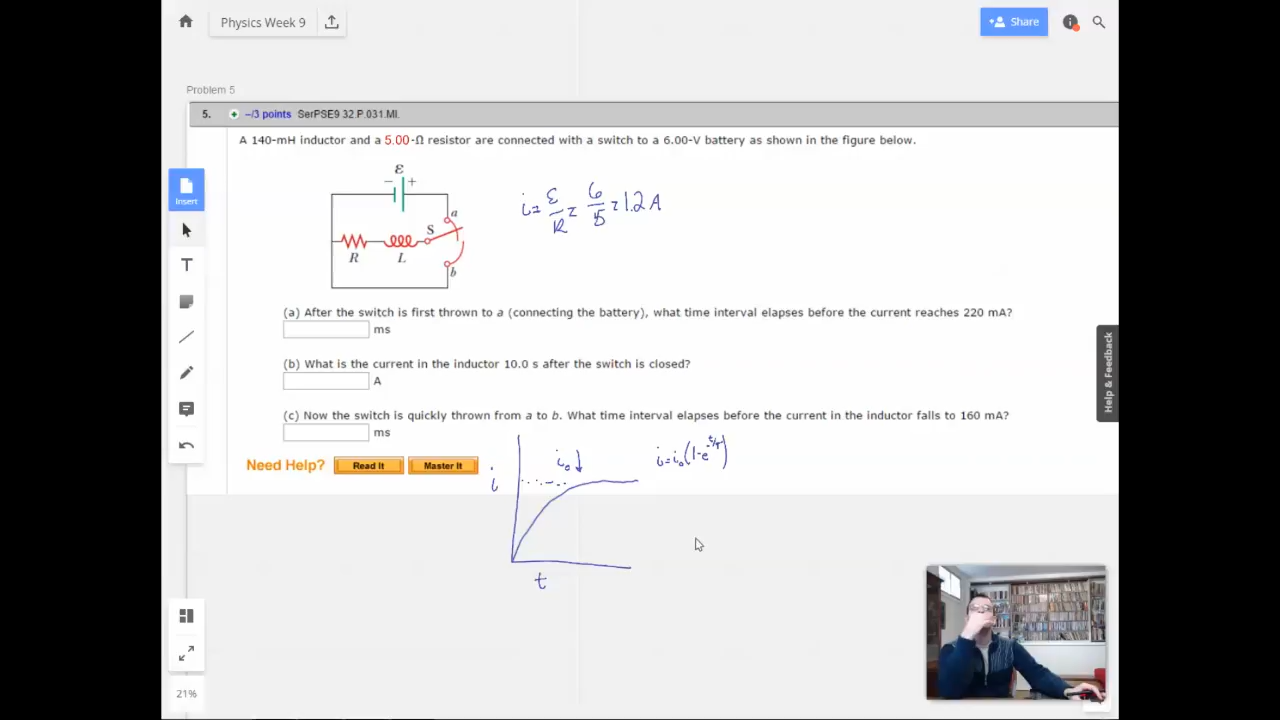 Physics Week 9
Share
Problem 5
5. −/3 points SerPSE9 32.P.031.MI.
A 140-mH inductor and a 5.00-Ω resistor are connected with a switch to a 6.00-V battery as shown in the figure below.
Insert
ε
− +
a
S
R L
b
i = ε/R = 6/5 = 1.2 A
(a) After the switch is first thrown to a (connecting the battery), what time interval elapses before the current reaches 220 mA?
ms
(b) What is the current in the inductor 10.0 s after the switch is closed?
A
(c) Now the switch is quickly thrown from a to b. What time interval elapses before the current in the inductor falls to 160 mA?
ms
Need Help? Read It Master It
i₀↓
i=i₀(1-e^-t/τ)
i
t
Help & Feedback
21%